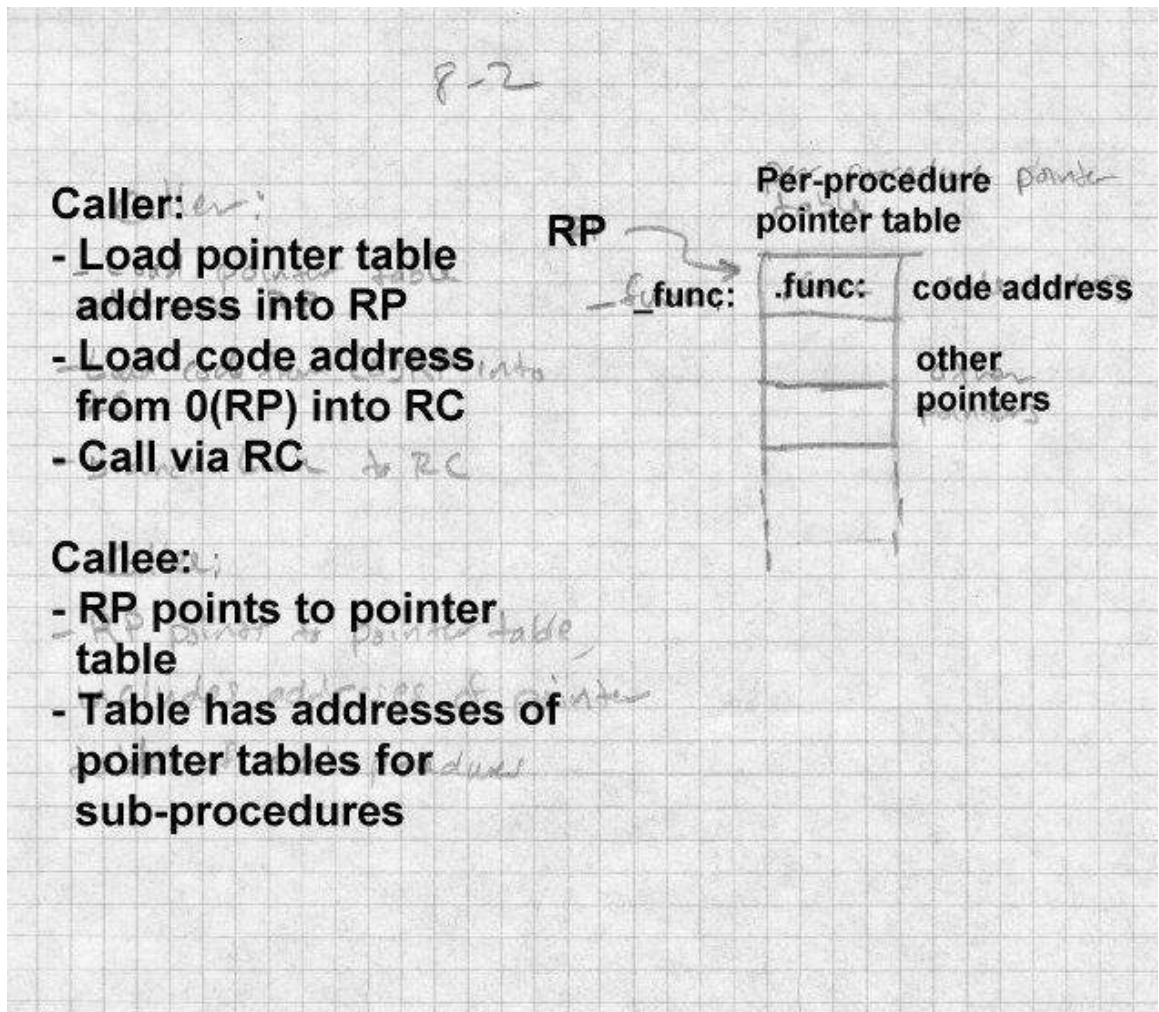 8-2
Caller:
- Load pointer table
address into RP
- Load code address
from 0(RP) into RC
- Call via RC
Callee:
- RP points to pointer
table
- Table has addresses of
pointer tables for
sub-procedures
Per-procedure
pointer table
RP
_func:
.func:
code address
other
pointers